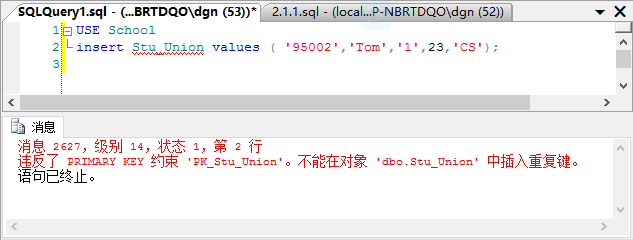 SQLQuery1.sql - (...BRTDQO\dgn (53))* 2.1.1.sql - (local...P-NBRTDQO\dgn (52))
1 USE School
2 insert Stu_Union values ( '95002','Tom','1',23,'CS');
3
消息
消息 2627，级别 14，状态 1，第 2 行
违反了 PRIMARY KEY 约束 'PK_Stu_Union'。不能在对象 'dbo.Stu_Union' 中插入重复键。
语句已终止。